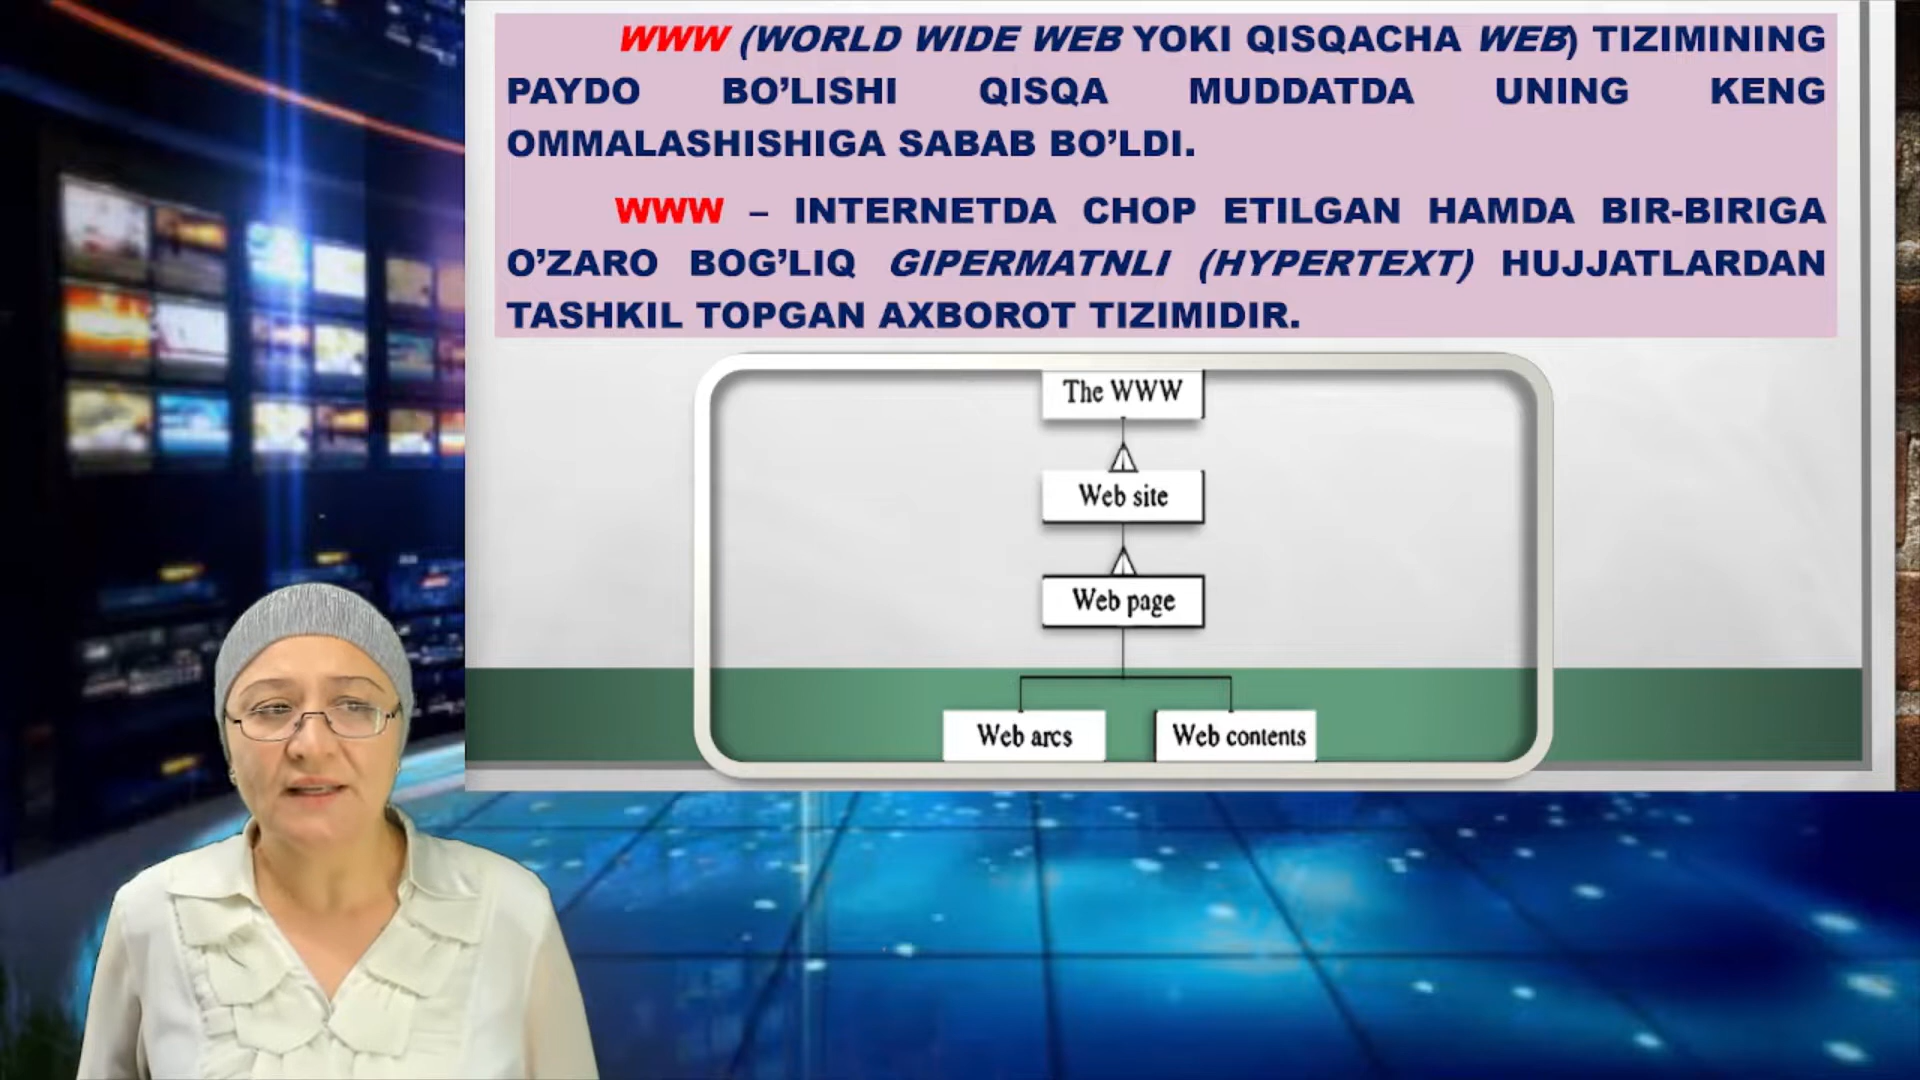 WWW (WORLD WIDE WEB YOKI QISQACHA WEB) TIZIMINING
PAYDO BO’LISHI QISQA MUDDATDA UNING KENG
OMMALASHISHIGA SABAB BO’LDI.
WWW – INTERNETDA CHOP ETILGAN HAMDA BIR-BIRIGA
O’ZARO BOG’LIQ GIPERMATNLI (HYPERTEXT) HUJJATLARDAN
TASHKIL TOPGAN AXBOROT TIZIMIDIR.
The WWW
Web site
Web page
Web arcs
Web contents